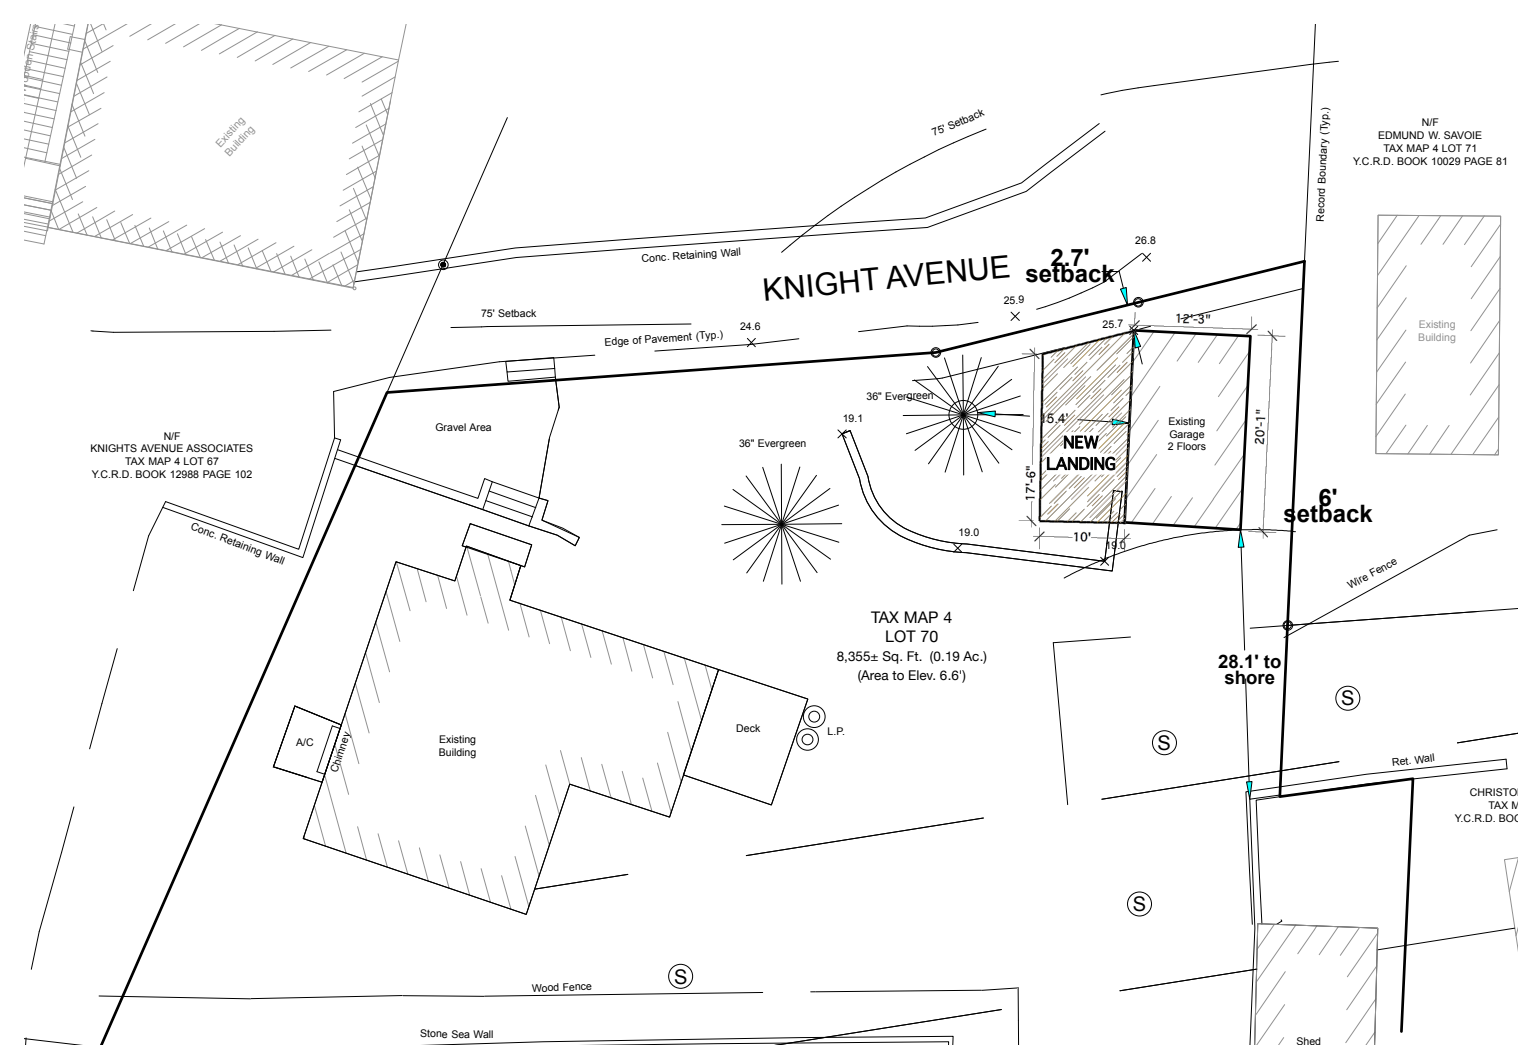 Existing
Building
75' Setback
Record Boundary (Typ.)
N/F
EDMUND W. SAVOIE
TAX MAP 4 LOT 71
Y.C.R.D. BOOK 10029 PAGE 81
Conc. Retaining Wall
KNIGHT AVENUE
2.7'
setback
26.8
25.9
75' Setback
24.6
Edge of Pavement (Typ.)
25.7
12'-3"
Existing
Building
36" Evergreen
19.1
15.4'
Existing
Garage
2 Floors
20'-1"
Gravel Area
36" Evergreen
NEW
LANDING
17'-6"
N/F
KNIGHTS AVENUE ASSOCIATES
TAX MAP 4 LOT 67
Y.C.R.D. BOOK 12988 PAGE 102
6'
setback
Conc. Retaining Wall
19.0
10'
19.0
Wire Fence
TAX MAP 4
LOT 70
8,355± Sq. Ft. (0.19 Ac.)
(Area to Elev. 6.6')
28.1' to
shore
S
S
A/C
Chimney
Existing
Building
Deck
L.P.
Ret. Wall
CHRISTO
TAX M
Y.C.R.D. BOO
S
S
Wood Fence
Stone Sea Wall
Shed